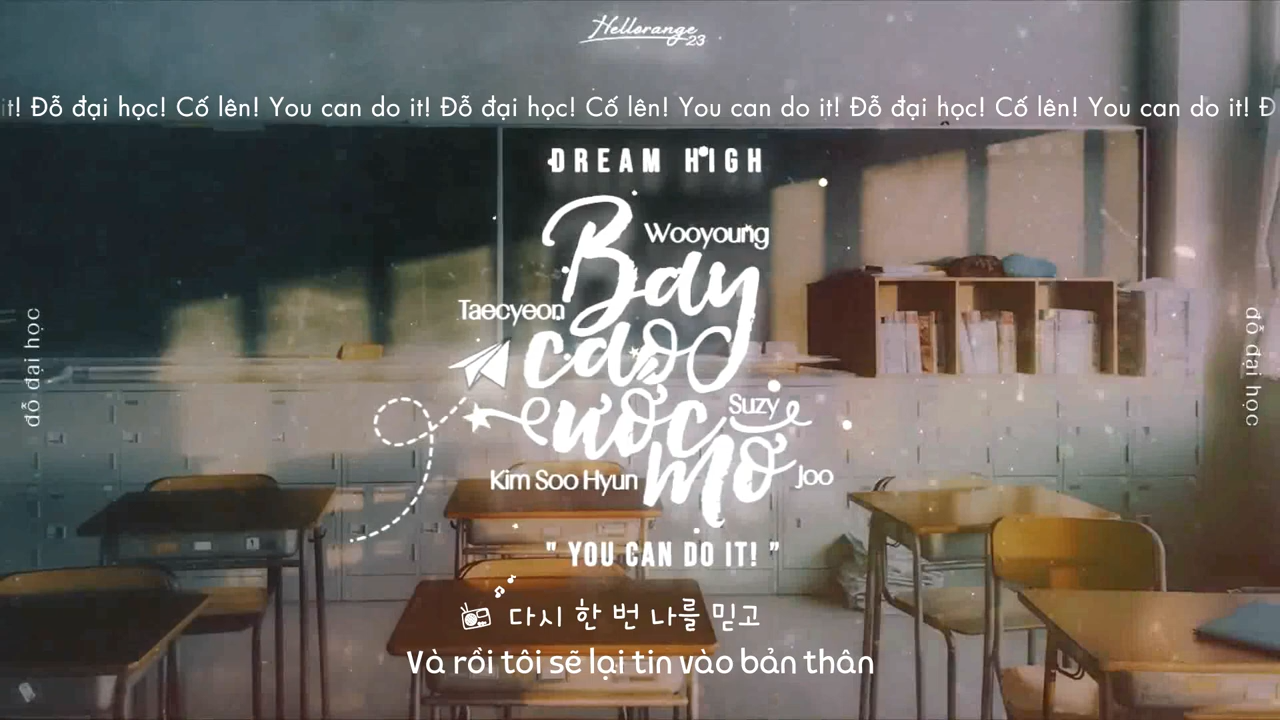 Hellorange
23
it! Đỗ đại học! Cố lên! You can do it! Đỗ đại học! Cố lên! You can do it! Đỗ đại học! Cố lên! You can do it! Đ
DREAM HIGH
Bay
Wooyoung
Taecyeon
cao
ước
Suzy
Kim Soo Hyun
mơ
Joo
" YOU CAN DO IT! "
다시 한 번 나를 믿고
Và rồi tôi sẽ lại tin vào bản thân
đỗ đại học
đỗ đại học